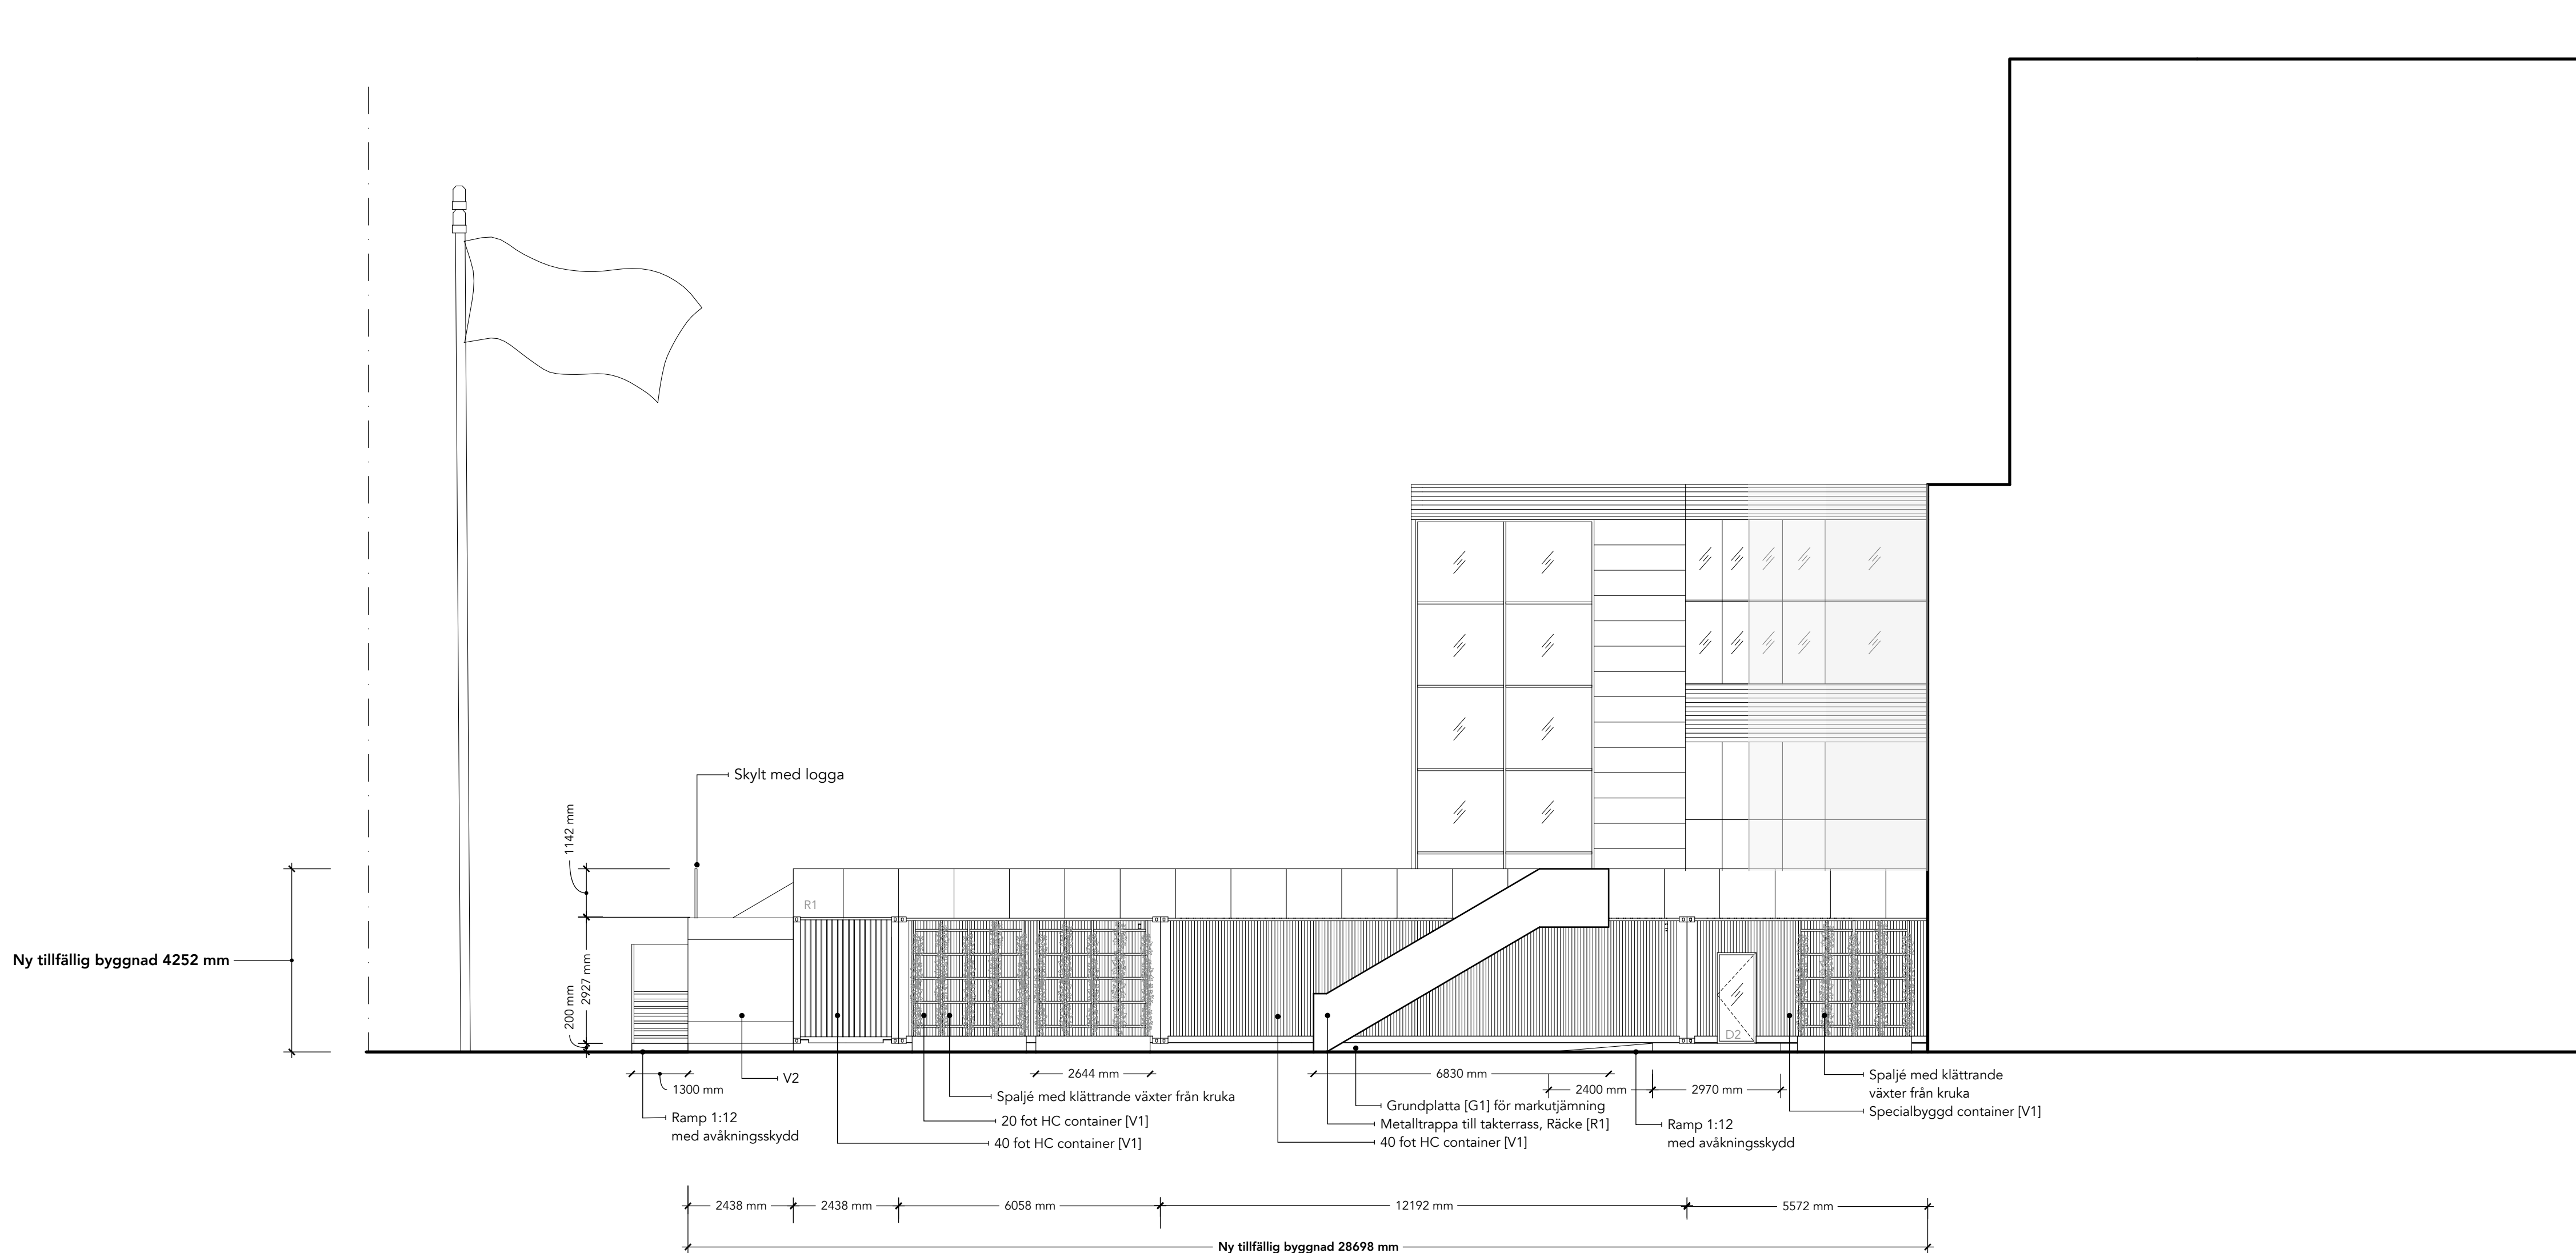 Skylt med logga
1142 mm
R1
Ny tillfällig byggnad 4252 mm
2927 mm
200 mm
D2
1300 mm
V2
2644 mm
6830 mm
2400 mm
2970 mm
Ramp 1:12
med avåkningsskydd
Spaljé med klättrande växter från kruka
20 fot HC container [V1]
40 fot HC container [V1]
Grundplatta [G1] för markutjämning
Metalltrappa till takterrass, Räcke [R1]
40 fot HC container [V1]
Ramp 1:12
med avåkningsskydd
Spaljé med klättrande
växter från kruka
Specialbyggd container [V1]
2438 mm
2438 mm
6058 mm
12192 mm
5572 mm
Ny tillfällig byggnad 28698 mm